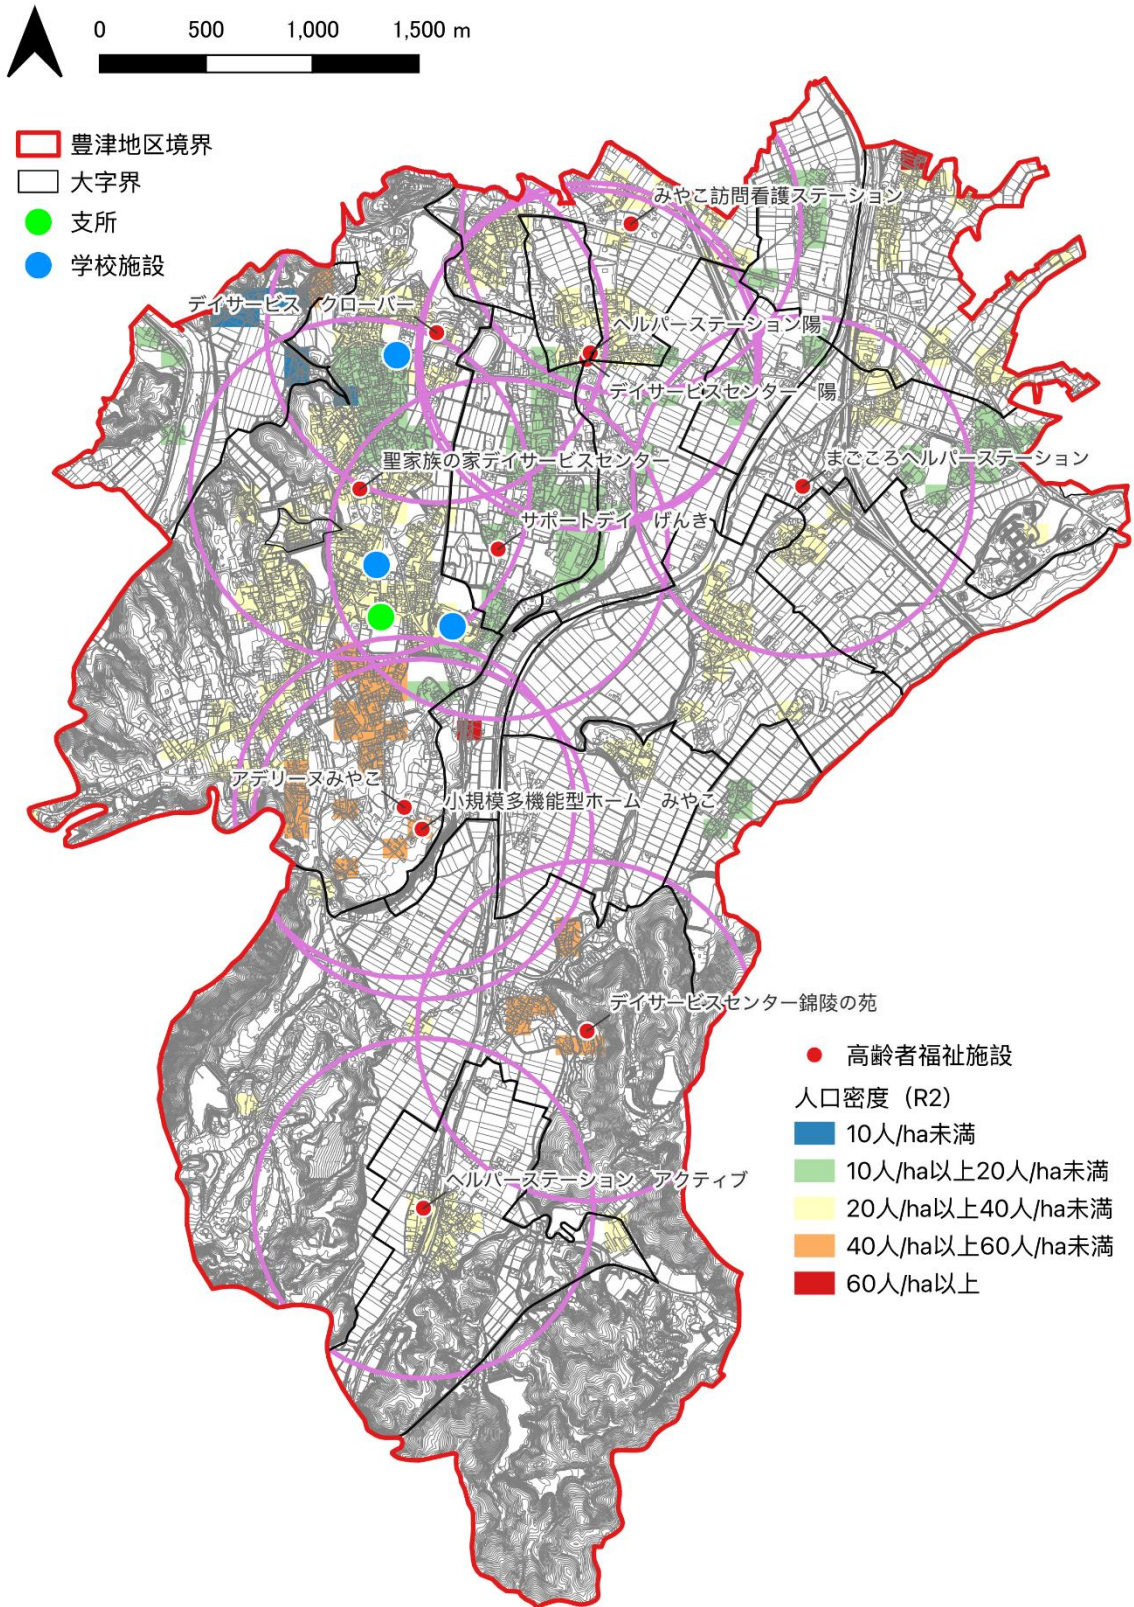 0 500 1,000 1,500 m
豊津地区境界
大字界
支所
学校施設
みやこ訪問看護ステーション
デイサービス クローバー
ヘルパーステーション陽
デイサービスセンター 陽
聖家族の家デイサービスセンター
まごころヘルパーステーション
サポートデイ げんき
アデリーヌみやこ
小規模多機能型ホーム みやこ
デイサービスセンター錦陵の苑
ヘルパーステーション アクティブ
高齢者福祉施設
人口密度（R2）
10人/ha未満
10人/ha以上20人/ha未満
20人/ha以上40人/ha未満
40人/ha以上60人/ha未満
60人/ha以上